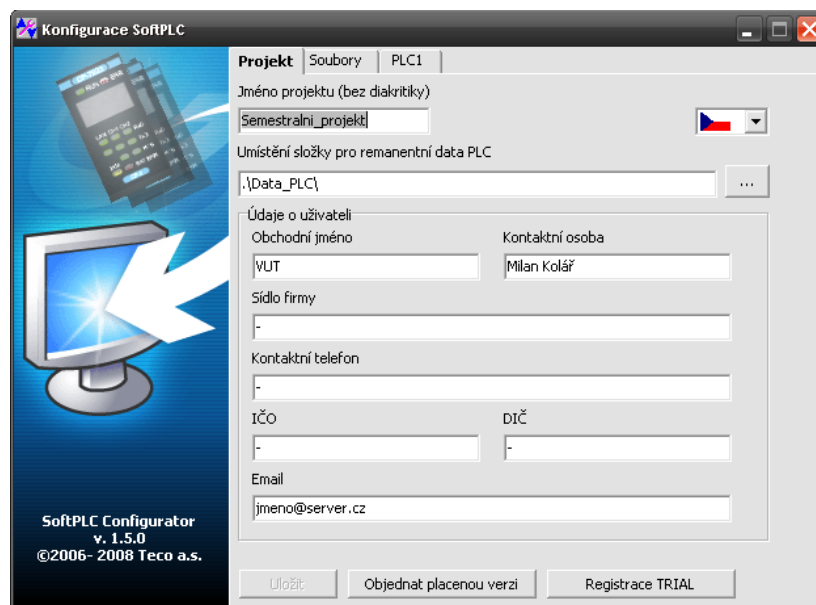 Konfigurace SoftPLC
Projekt Soubory PLC1
Jméno projektu (bez diakritiky)
Semestralni_projekt
Umístění složky pro remanentní data PLC
.\Data_PLC\
...
Údaje o uživateli
Obchodní jméno Kontaktní osoba
VUT Milan Kolář
Sídlo firmy
-
Kontaktní telefon
-
IČO DIČ
- -
Email
jmeno@server.cz
SoftPLC Configurator
v. 1.5.0
©2006- 2008 Teco a.s.
Uložit Objednat placenou verzi Registrace TRIAL